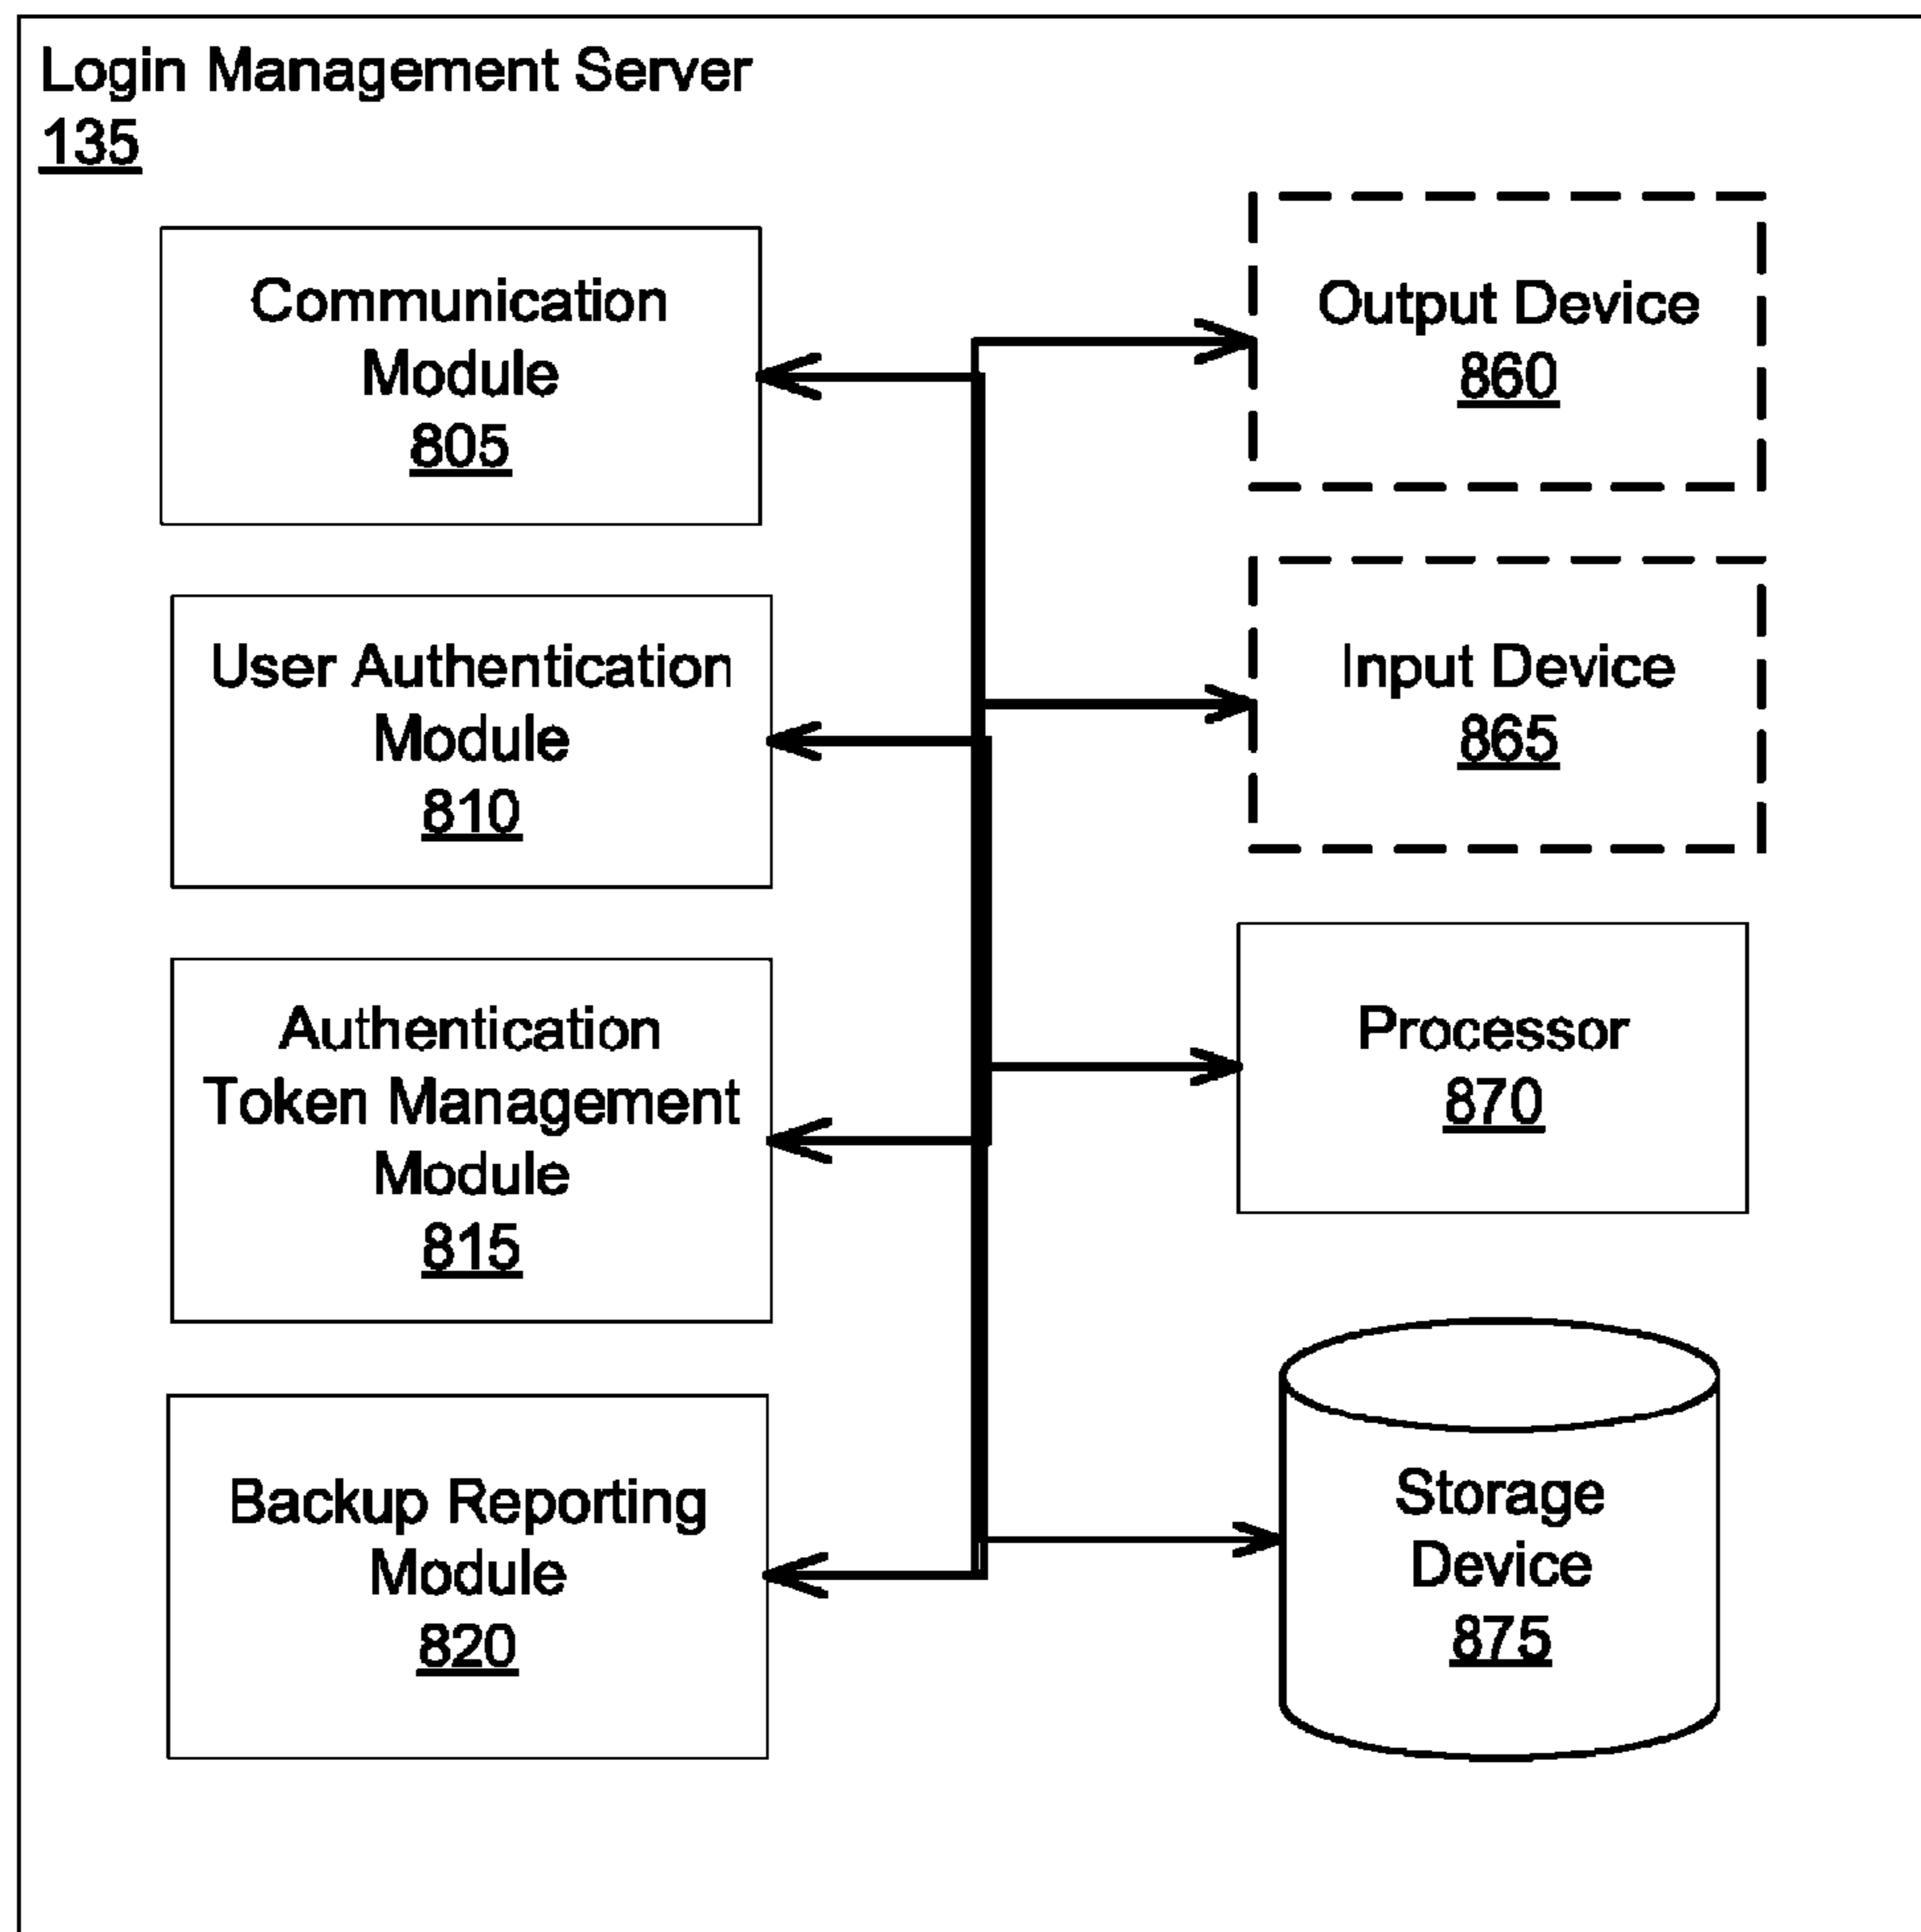 Login Management Server
135
Communication
Module
805
User Authentication
Module
810
Authentication
Token Management
Module
815
Backup Reporting
Module
820
Output Device
860
Input Device
865
Processor
870
Storage
Device
875